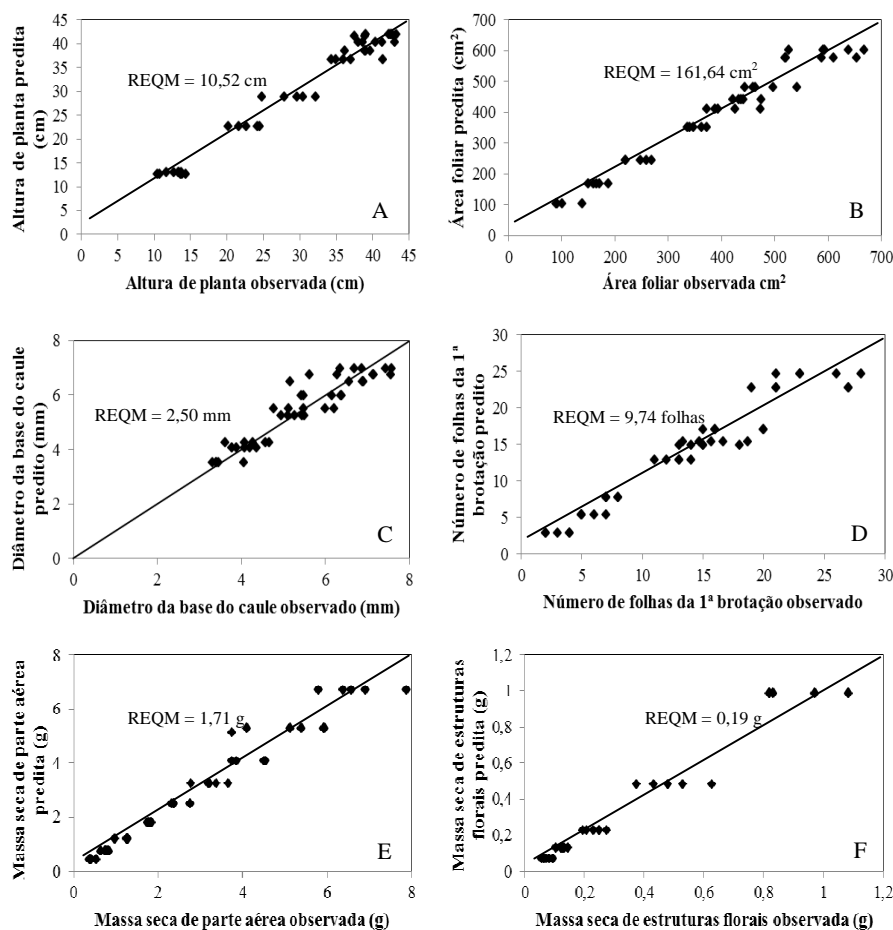 Altura de planta predita
(cm)
45
40
35
30
25
20
15
10
5
0
REQM = 10,52 cm
A
0 5 10 15 20 25 30 35 40 45
Altura de planta observada (cm)
Área foliar predita (cm²)
700
600
500
400
300
200
100
0
REQM = 161,64 cm²
B
0 100 200 300 400 500 600 700
Área foliar observada cm²
Diâmetro da base do caule
predito (mm)
8
6
4
2
0
REQM = 2,50 mm
C
0 2 4 6 8
Diâmetro da base do caule observado (mm)
Número de folhas da 1ª
brotação predito
30
25
20
15
10
5
0
REQM = 9,74 folhas
D
0 5 10 15 20 25 30
Número de folhas da 1ª brotação observado
Massa seca de parte aérea
predita (g)
8
6
4
2
0
REQM = 1,71 g
E
0 2 4 6 8
Massa seca de parte aérea observada (g)
Massa seca de estruturas
florais predita (g)
1,2
1
0,8
0,6
0,4
0,2
0
REQM = 0,19 g
F
0 0,2 0,4 0,6 0,8 1 1,2
Massa seca de estruturas florais observada (g)